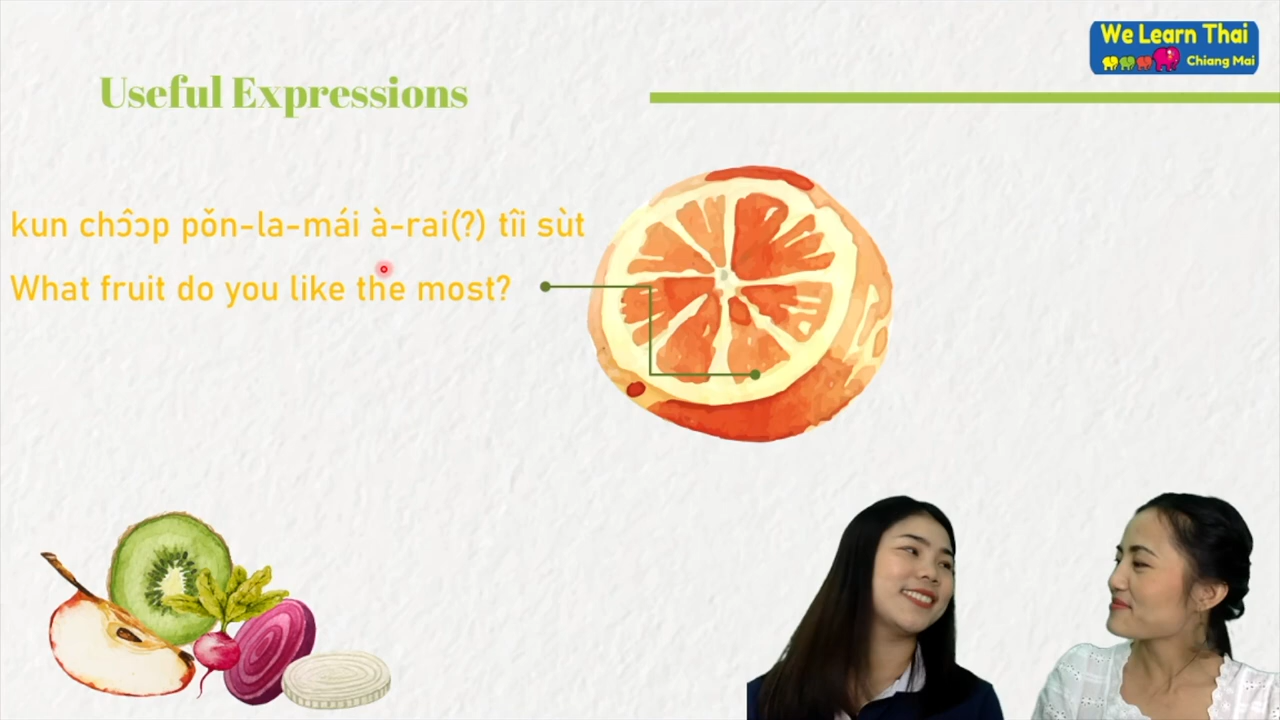 We Learn Thai
Chiang Mai
Useful Expressions
kun chɔ̂ɔp pǒn-la-mái à-rai(?) tîi sùt
What fruit do you like the most?